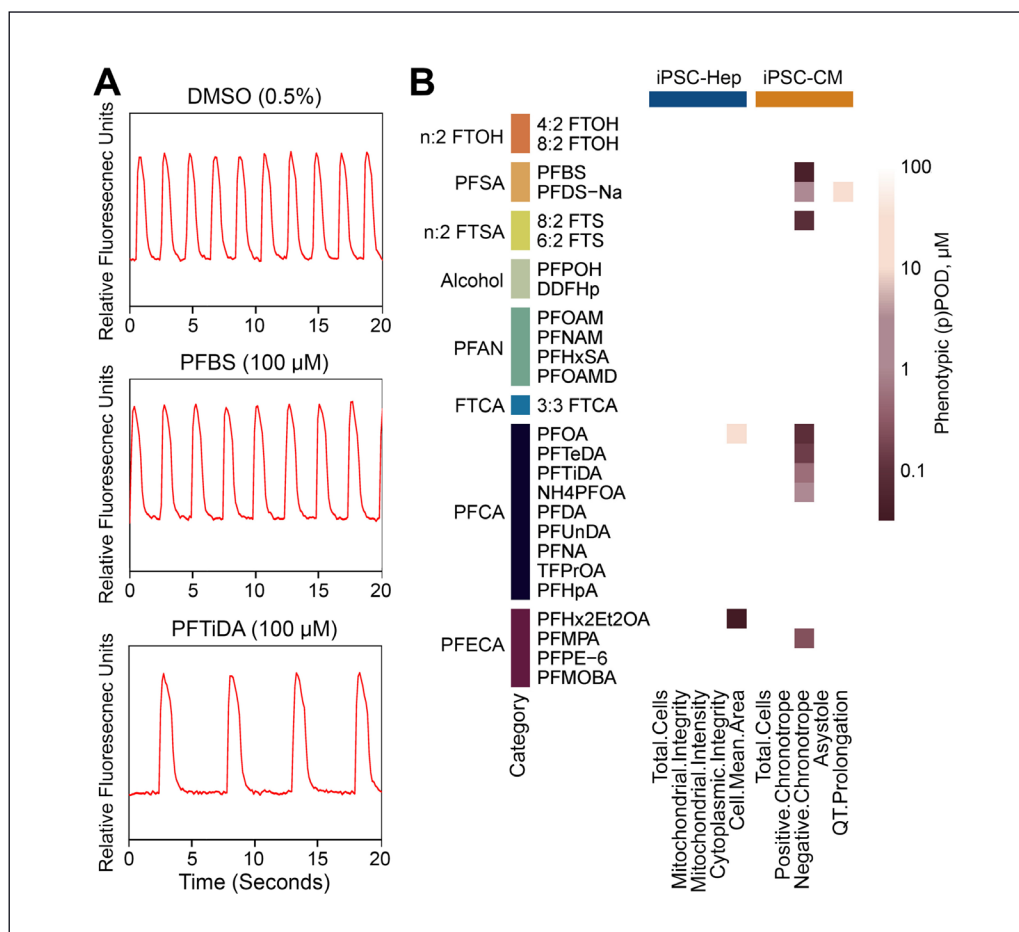 A
DMSO (0.5%)
Relative Fluoresecnec Units
0 5 10 15 20
PFBS (100 µM)
Relative Fluoresecnec Units
0 5 10 15 20
PFTiDA (100 µM)
Relative Fluoresecnec Units
0 5 10 15 20
Time (Seconds)
B
iPSC-Hep iPSC-CM
n:2 FTOH
4:2 FTOH
8:2 FTOH
PFSA
PFBS
PFDS−Na
n:2 FTSA
8:2 FTS
6:2 FTS
Alcohol
PFPOH
DDFHp
PFAN
PFOAM
PFNAM
PFHxSA
PFOAMD
FTCA
3:3 FTCA
PFCA
PFOA
PFTeDA
PFTiDA
NH4PFOA
PFDA
PFUnDA
PFNA
TFPrOA
PFHpA
PFECA
PFHx2Et2OA
PFMPA
PFPE−6
PFMOBA
Category
Total.Cells
Mitochondrial.Integrity
Mitochondrial.Intensity
Cytoplasmic.Integrity
Cell.Mean.Area
Total.Cells
Positive.Chronotrope
Negative.Chronotrope
Asystole
QT.Prolongation
100
10
1
0.1
Phenotypic (p)POD, µM